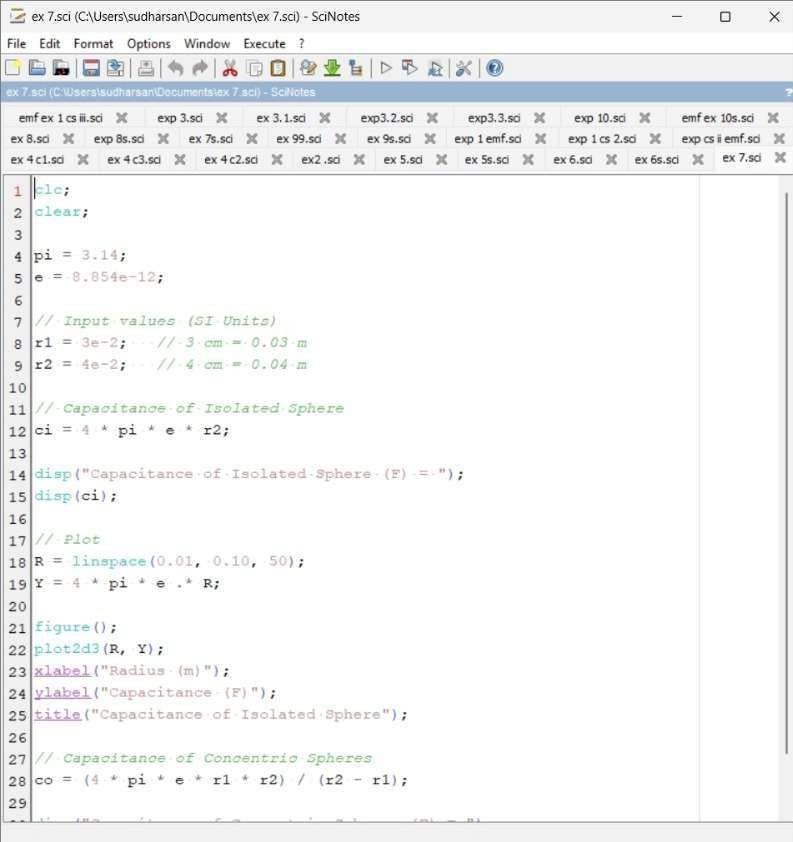 ex 7.sci (C:\Users\sudharsan\Documents\ex 7.sci) - SciNotes
File Edit Format Options Window Execute ?
ex 7.sci (C:\Users\sudharsan\Documents\ex 7.sci) - SciNotes ?
emf ex 1 cs iii.sci exp 3.sci ex 3.1.sci exp3.2.sci exp3.3.sci exp 10.sci emf ex 10s.sci
ex 8.sci exp 8s.sci ex 7s.sci ex 99.sci ex 9s.sci exp 1 emf.sci exp 1 cs 2.sci exp cs ii emf.sci
ex 4 c1.sci ex 4 c3.sci ex 4 c2.sci ex2 .sci ex 5.sci ex 5s.sci ex 6.sci ex 6s.sci ex 7.sci
1 clc;
2 clear;
3
4 pi = 3.14;
5 e = 8.854e-12;
6
7 // Input values (SI Units)
8 r1 = 3e-2; // 3 cm = 0.03 m
9 r2 = 4e-2; // 4 cm = 0.04 m
10
11 // Capacitance of Isolated Sphere
12 ci = 4 * pi * e * r2;
13
14 disp("Capacitance of Isolated Sphere (F) = ");
15 disp(ci);
16
17 // Plot
18 R = linspace(0.01, 0.10, 50);
19 Y = 4 * pi * e .* R;
20
21 figure();
22 plot2d3(R, Y);
23 xlabel("Radius (m)");
24 ylabel("Capacitance (F)");
25 title("Capacitance of Isolated Sphere");
26
27 // Capacitance of Concentric Spheres
28 co = (4 * pi * e * r1 * r2) / (r2 - r1);
29